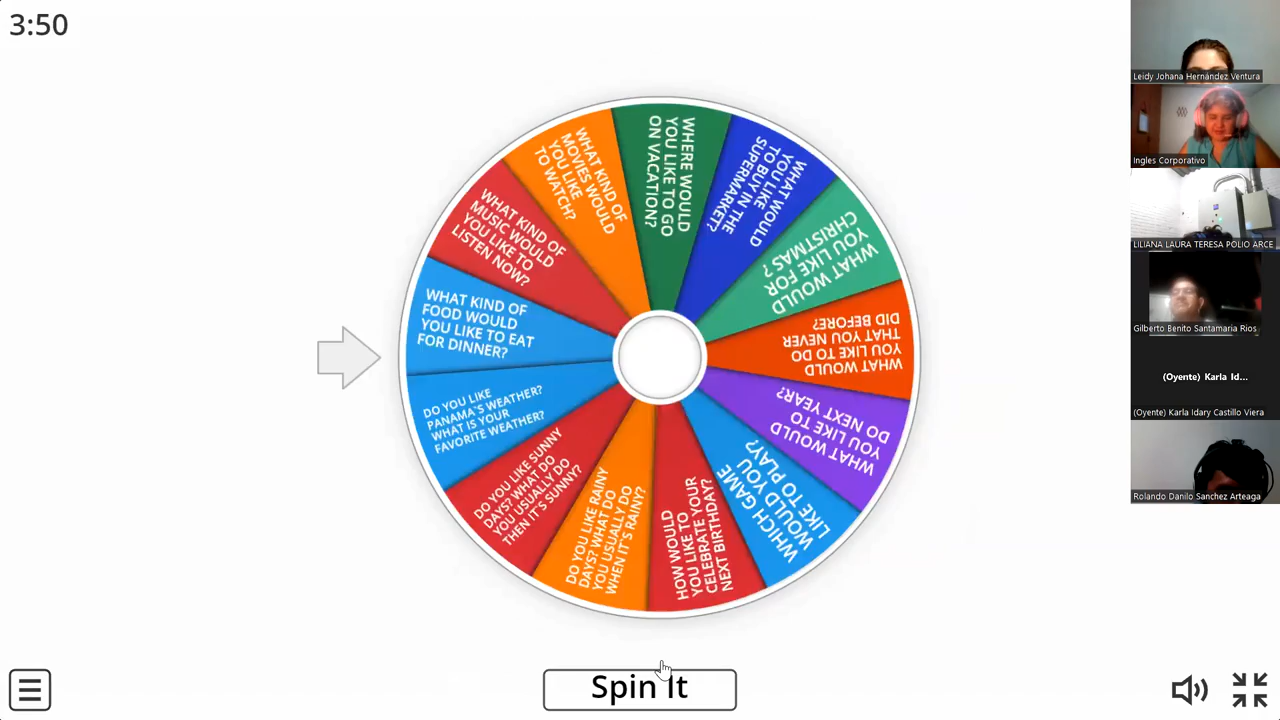 3:50
WHERE WOULD
YOU LIKE TO GO
ON VACATION?
WHAT WOULD
YOU LIKE
TO BUY IN THE
SUPERMARKET?
WHAT WOULD
YOU LIKE FOR
CHRISTMAS?
WHAT WOULD
YOU LIKE TO DO
THAT YOU NEVER
DID BEFORE?
WHAT WOULD
YOU LIKE TO
DO NEXT YEAR?
WHICH GAME
WOULD YOU
LIKE TO PLAY?
HOW WOULD
YOU LIKE TO
CELEBRATE YOUR
NEXT BIRTHDAY?
DO YOU LIKE RAINY
DAYS? WHAT DO
YOU USUALLY DO
WHEN IT'S RAINY?
DO YOU LIKE SUNNY
DAYS? WHAT DO
YOU USUALLY DO
THEN IT'S SUNNY?
DO YOU LIKE
PANAMA'S WEATHER?
WHAT IS YOUR
FAVORITE WEATHER?
WHAT KIND OF
FOOD WOULD
YOU LIKE TO EAT
FOR DINNER?
WHAT KIND OF
MUSIC WOULD
YOU LIKE TO
LISTEN NOW?
WHAT KIND OF
MOVIES WOULD
YOU LIKE
TO WATCH?
Spin It
Leidy Johana Hernández Ventura
Ingles Corporativo
LILIANA LAURA TERESA POLIO ARCE
Gilberto Benito Santamaria Rios
(Oyente) Karla Id...
(Oyente) Karla Idary Castillo Viera
Rolando Danilo Sanchez Arteaga